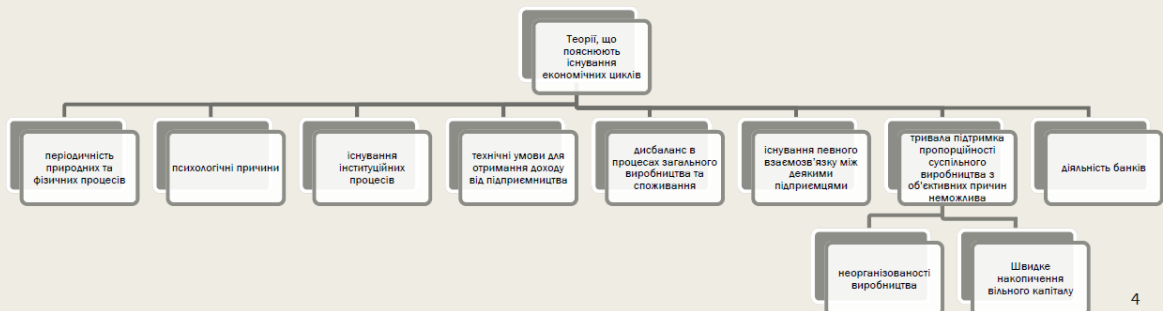 Теорії, що
пояснюють
існування
економічних циклів
періодичність
природних та
фізичних процесів
психологічні причини
існування
інституційних
процесів
технічні умови для
отримання доходу
від підприємництва
дисбаланс в
процесах загального
виробництва та
споживання
існування певного
взаємозв'язку між
деякими
підприємцями
тривала підтримка
пропорційності
суспільного
виробництва з
об'єктивних причин
неможлива
діяльність банків
неорганізованості
виробництва
Швидке
накопичення
вільного капіталу
4